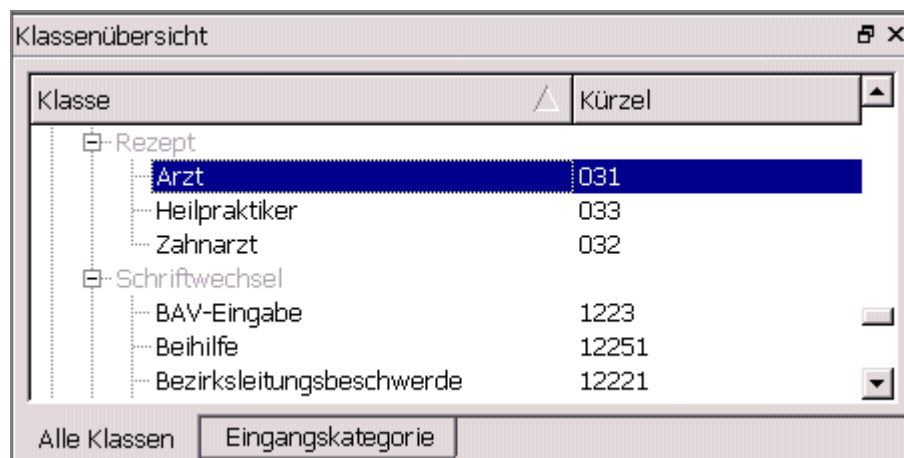 Klassenübersicht
Klasse Kürzel
Rezept
Arzt 031
Heilpraktiker 033
Zahnarzt 032
Schriftwechsel
BAV-Eingabe 1223
Beihilfe 12251
Bezirksleitungsbeschwerde 12221
Alle Klassen Eingangskategorie